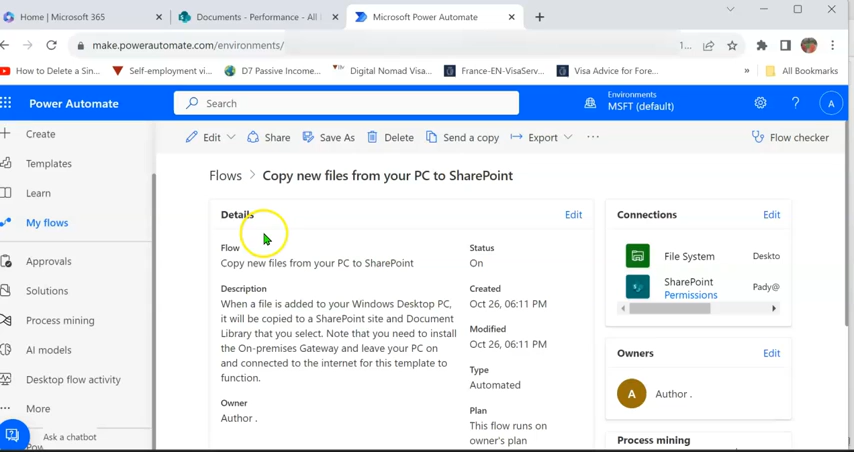 Home | Microsoft 365
Documents - Performance - All D
Microsoft Power Automate
make.powerautomate.com/environments/
1...
How to Delete a Sin...
Self-employment vi...
D7 Passive Income...
Digital Nomad Visa...
France-EN-VisaServ...
Visa Advice for Fore...
»
All Bookmarks
Power Automate
Search
Environments
MSFT (default)
A
Create
Templates
Learn
My flows
Approvals
Solutions
Process mining
AI models
Desktop flow activity
More
Ask a chatbot
Edit
Share
Save As
Delete
Send a copy
Export
Flow checker
Flows > Copy new files from your PC to SharePoint
Details
Edit
Flow
Copy new files from your PC to SharePoint
Description
When a file is added to your Windows Desktop PC,
it will be copied to a SharePoint site and Document
Library that you select. Note that you need to install
the On-premises Gateway and leave your PC on
and connected to the internet for this template to
function.
Owner
Author .
Status
On
Created
Oct 26, 06:11 PM
Modified
Oct 26, 06:11 PM
Type
Automated
Plan
This flow runs on
owner's plan
Connections
Edit
File System
Deskto
SharePoint
Permissions
Pady@
Owners
Edit
A
Author .
Process mining